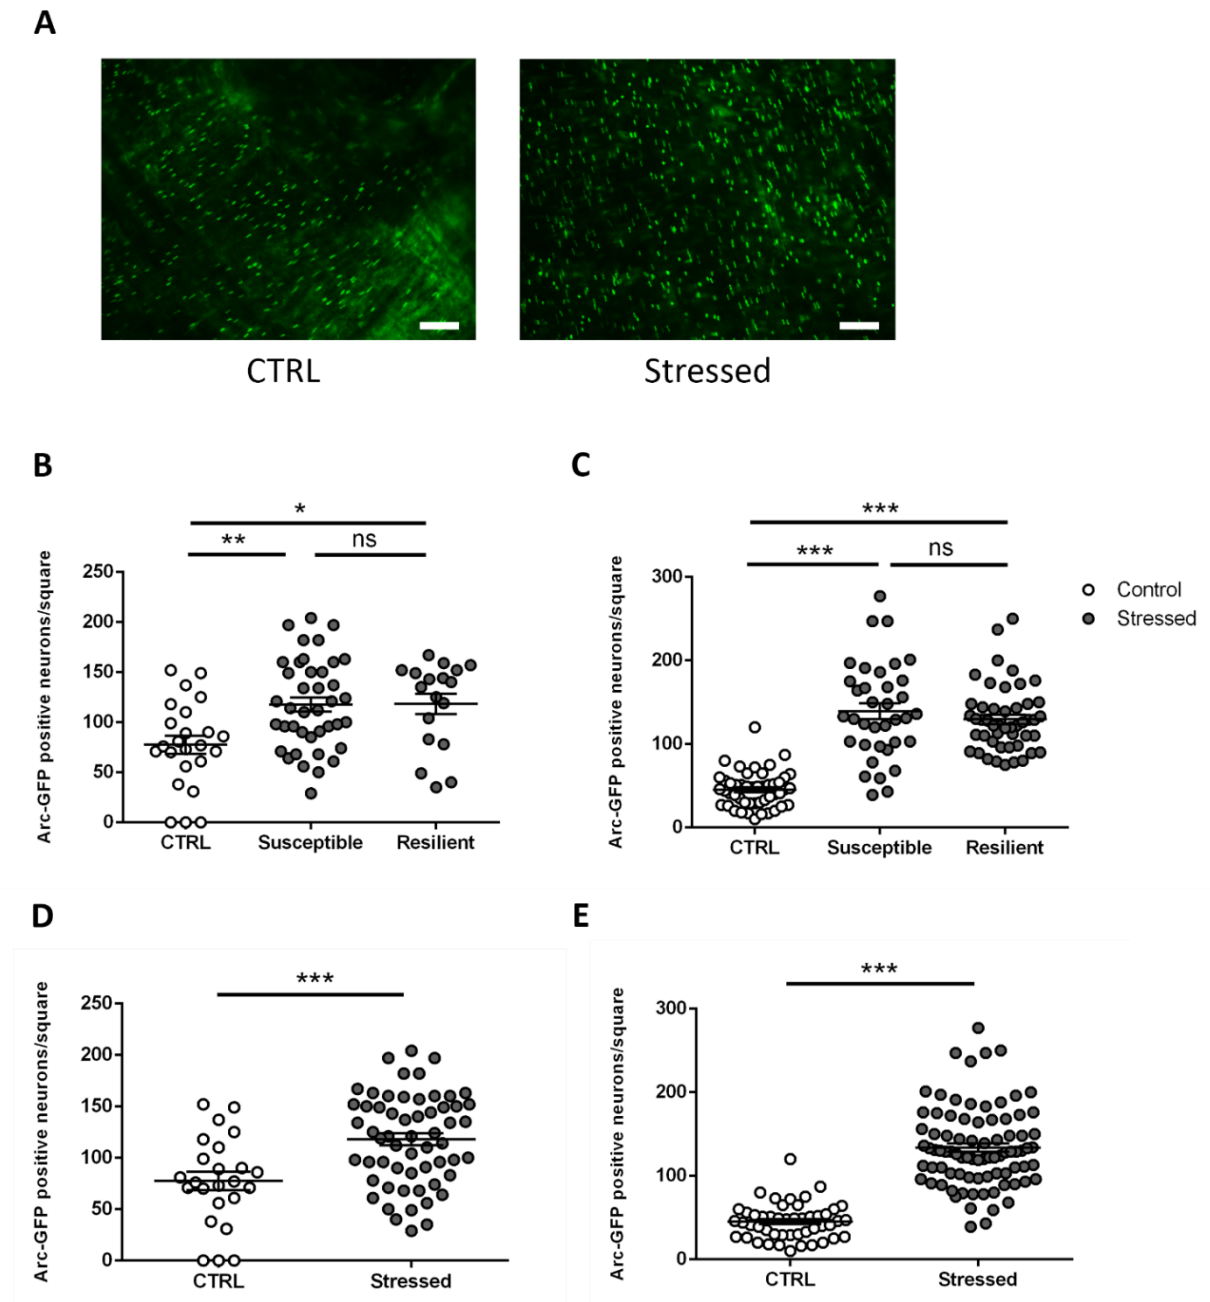 A
CTRL Stressed
B
*
** ns
Arc-GFP positive neurons/square
250
200
150
100
50
0
CTRL Susceptible Resilient
C
***
*** ns
Arc-GFP positive neurons/square
300
200
100
0
CTRL Susceptible Resilient
Control
Stressed
D
***
Arc-GFP positive neurons/square
250
200
150
100
50
0
CTRL Stressed
E
***
Arc-GFP positive neurons/square
300
200
100
0
CTRL Stressed